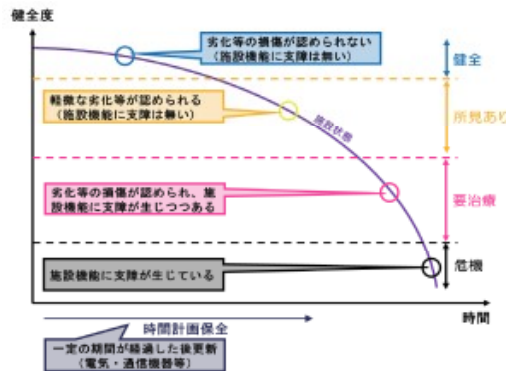 健全度
劣化等の損傷が認められない
(施設機能に支障は無い)
健全
軽微な劣化等が認められる
(施設機能に支障は無い)
施設状態
所見あり
劣化等の損傷が認められ、施
設機能に支障が生じつつある
要治療
施設機能に支障が生じている
危機
時間
時間計画保全
一定の期間が経過した後更新
(電気・通信機器等)